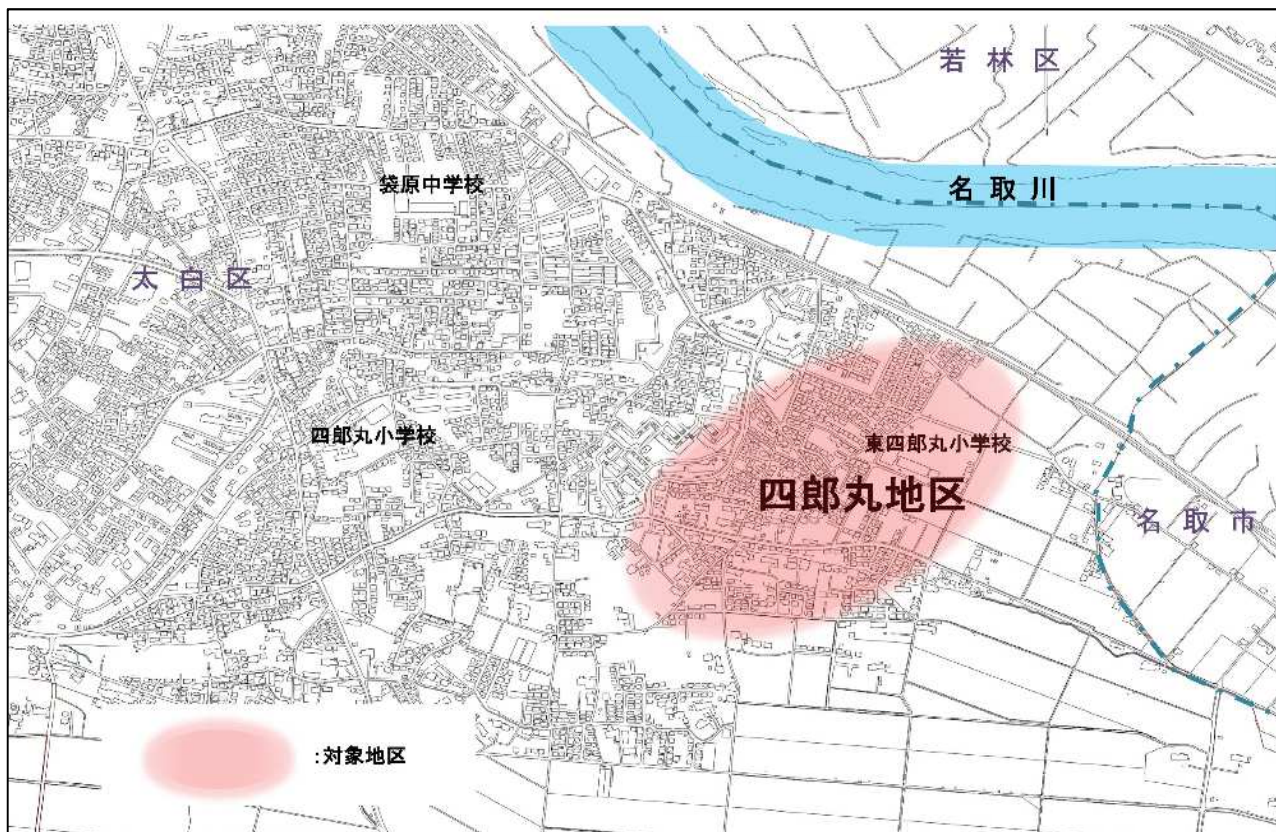 若林区
名取川
袋原中学校
太白区
四郎丸小学校
東四郎丸小学校
四郎丸地区
名取市
:対象地区